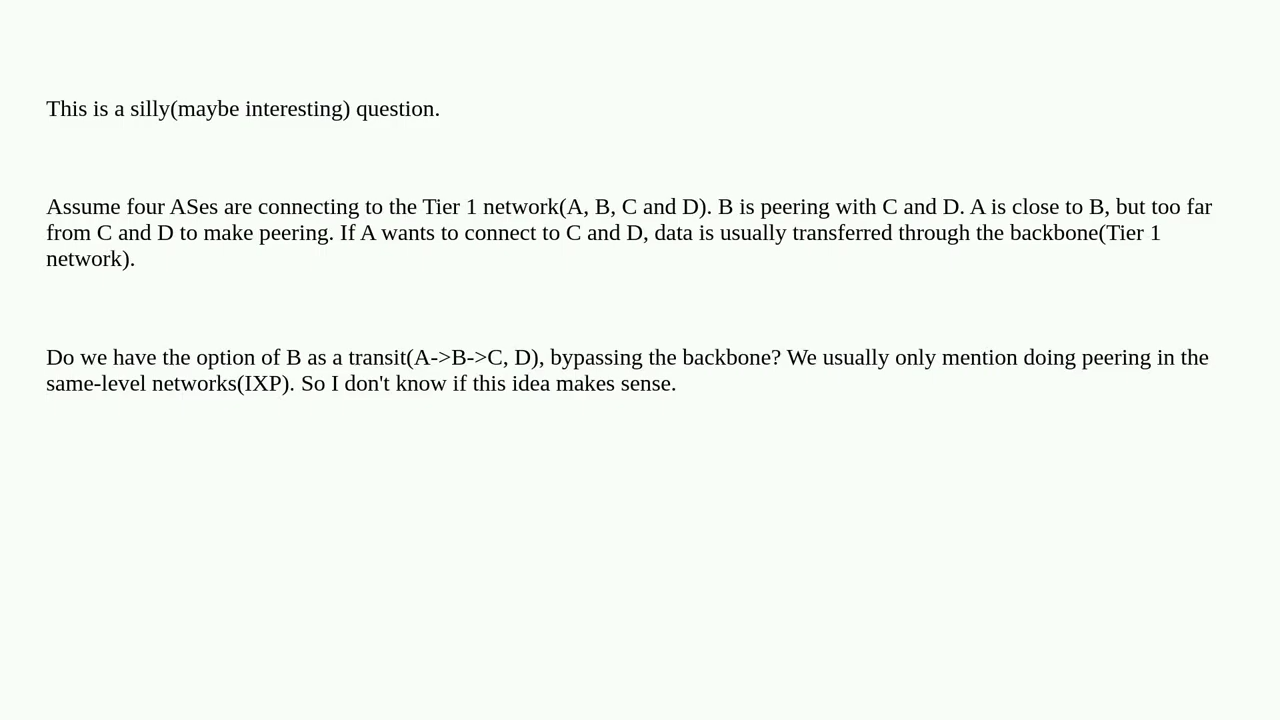 This is a silly(maybe interesting) question.
Assume four ASes are connecting to the Tier 1 network(A, B, C and D). B is peering with C and D. A is close to B, but too far
from C and D to make peering. If A wants to connect to C and D, data is usually transferred through the backbone(Tier 1
network).
Do we have the option of B as a transit(A->B->C, D), bypassing the backbone? We usually only mention doing peering in the
same-level networks(IXP). So I don't know if this idea makes sense.